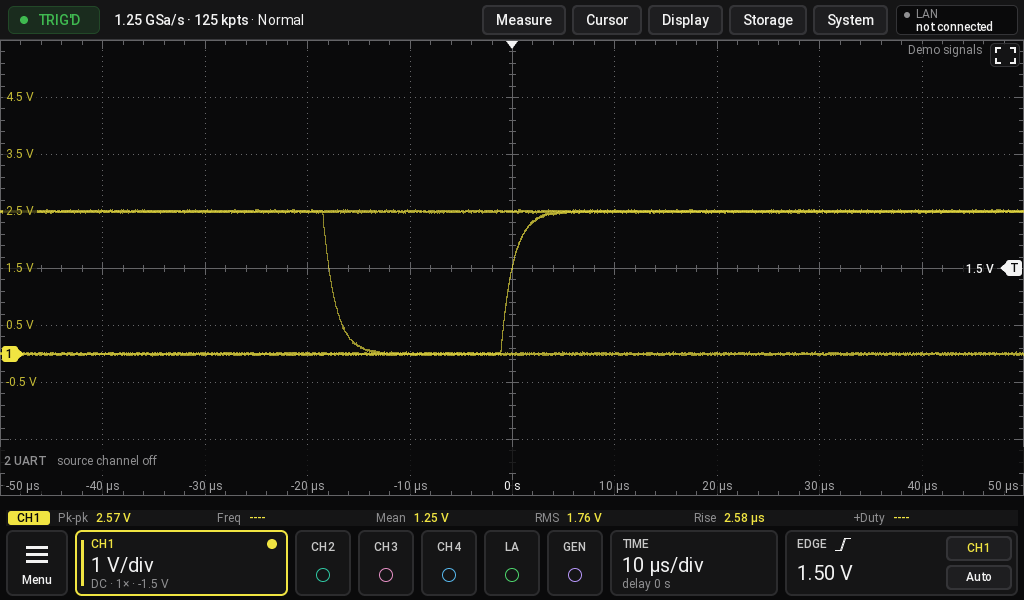 TRIG'D 1.25 GSa/s · 125 kpts · Normal Measure Cursor Display Storage System LAN
not connected
Demo signals
4.5 V
3.5 V
2.5 V
1.5 V 1.5 V T
0.5 V
1
-0.5 V
2 UART source channel off
-50 µs -40 µs -30 µs -20 µs -10 µs 0 s 10 µs 20 µs 30 µs 40 µs 50 µs
CH1 Pk-pk 2.57 V Freq ---- Mean 1.25 V RMS 1.76 V Rise 2.58 µs +Duty ----
Menu
CH1
1 V/div
DC · 1× · -1.5 V
CH2 CH3 CH4 LA GEN
TIME
10 µs/div
delay 0 s
EDGE
1.50 V
CH1
Auto